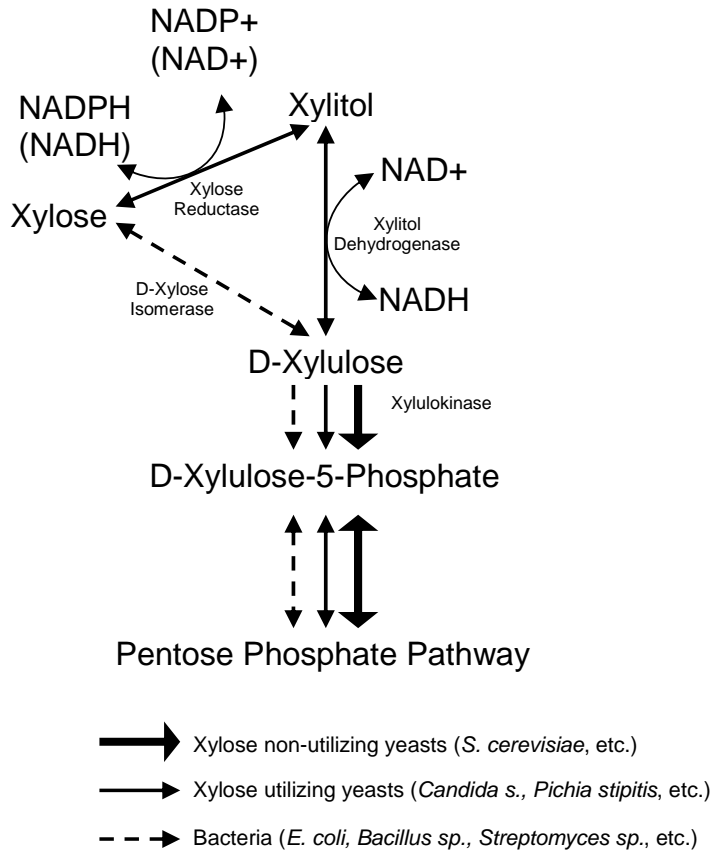 NADP+
(NAD+)
NADPH
(NADH)
Xylitol
Xylose
Reductase
NAD+
Xylose
Xylitol
Dehydrogenase
D-Xylose
Isomerase
NADH
D-Xylulose
Xylulokinase
D-Xylulose-5-Phosphate
Pentose Phosphate Pathway
Xylose non-utilizing yeasts (S. cerevisiae, etc.)
Xylose utilizing yeasts (Candida s., Pichia stipitis, etc.)
Bacteria (E. coli, Bacillus sp., Streptomyces sp., etc.)